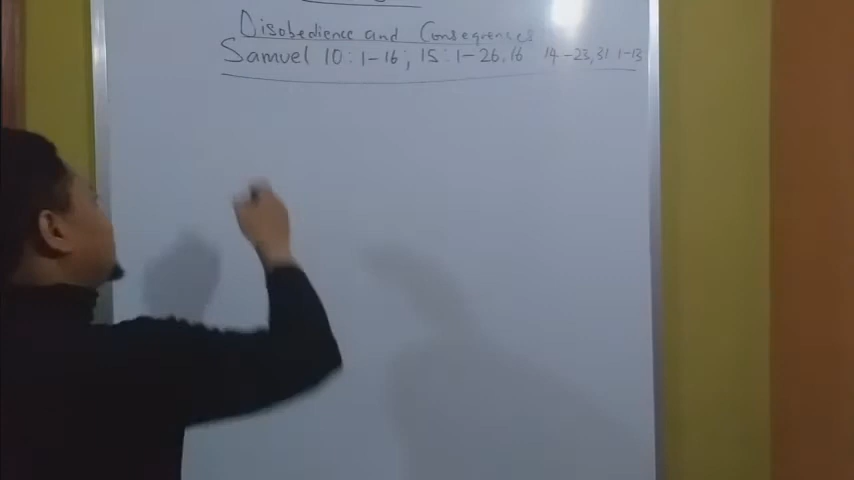 Disobedience and Consequences
Samuel 10:1-16; 15:1-26, 16 14-23, 31 1-13